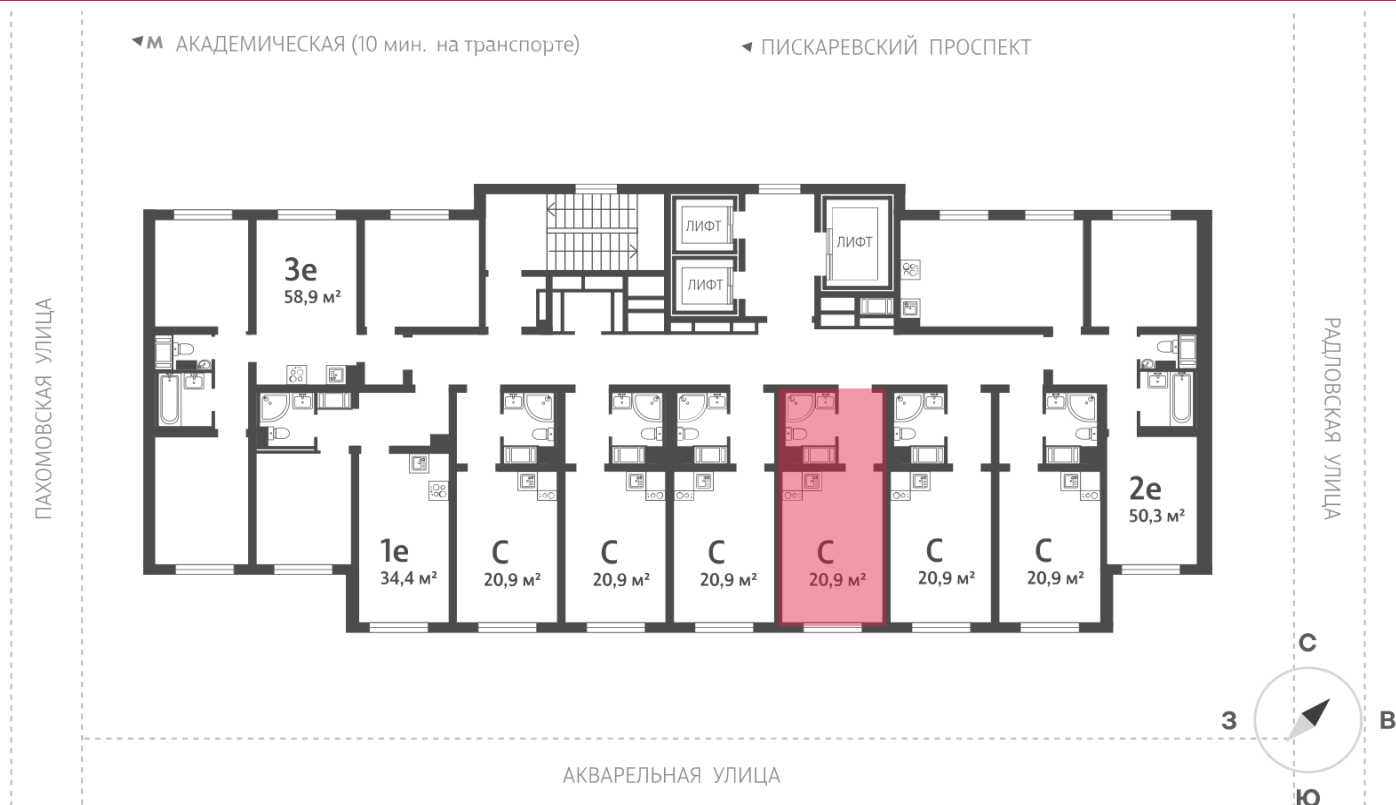 М АКАДЕМИЧЕСКАЯ (10 мин. на транспорте)
ПИСКАРЕВСКИЙ ПРОСПЕКТ
ПАХОМОВСКАЯ УЛИЦА
РАДЛОВСКАЯ УЛИЦА
ЛИФТ
ЛИФТ
ЛИФТ
3е
58,9 м²
2е
50,3 м²
1е
34,4 м²
С
20,9 м²
С
20,9 м²
С
20,9 м²
С
20,9 м²
С
20,9 м²
С
20,9 м²
АКВАРЕЛЬНАЯ УЛИЦА
С
З
В
Ю